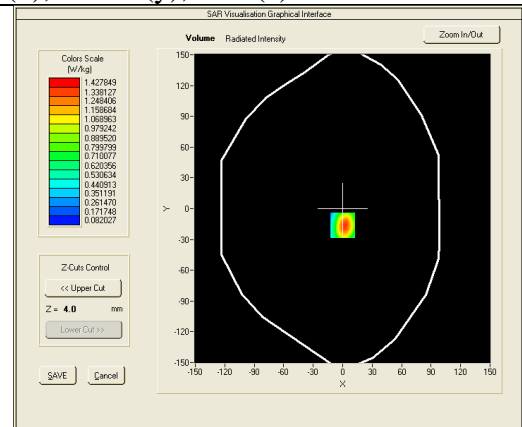 SAR Visualisation Graphical Interface
Colors Scale
(W/kg)
1.427849
1.338127
1.248406
1.158684
1.068963
0.979242
0.889520
0.799799
0.710077
0.620356
0.530634
0.440913
0.351191
0.261470
0.171748
0.082027
Z-Cuts Control
<< Upper Cut
Z = 4.0 mm
Lower Cut >>
SAVE Cancel
Volume Radiated Intensity
Zoom In/Out
150
120
90
60
30
Y 0
-30
-60
-90
-120
-150
-150 -120 -90 -60 -30 0 30 60 90 120 150
X